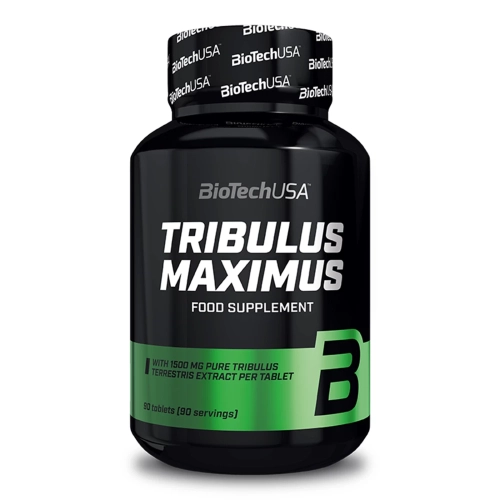 BioTechUSA
BioTechUSA
BioTechUSA
BioTechUSA
BioTechUSA
TRIBULUS
MAXIMUS
FOOD SUPPLEMENT
WITH 1500 MG PURE TRIBULUS
TERRESTRIS EXTRACT PER TABLET
B
90 tablets (90 servings)